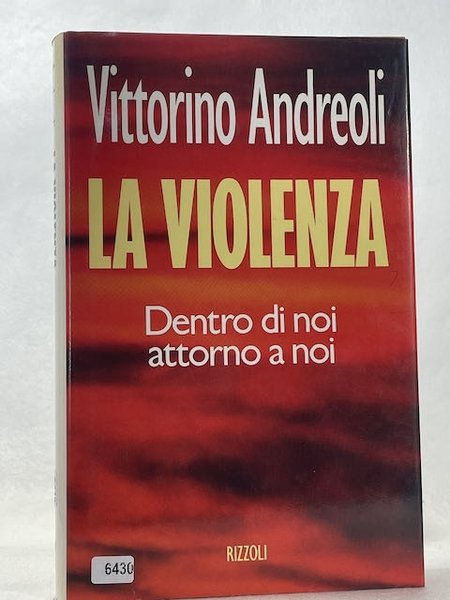 Vittorino Andreoli
LA VIOLENZA
Dentro di noi
attorno a noi
RIZZOLI
6430